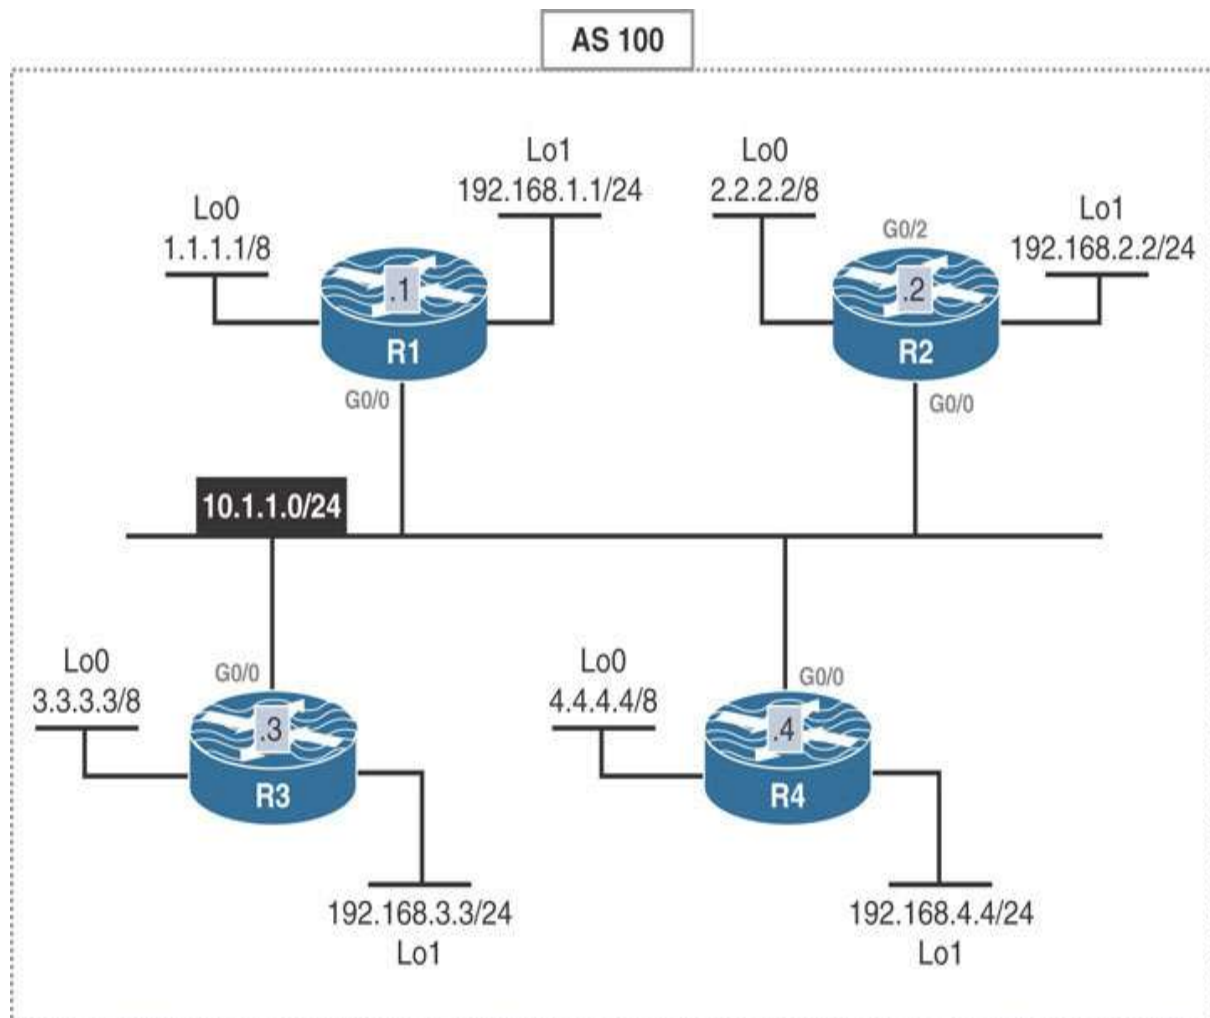 AS 100
Lo0
1.1.1.1/8
Lo1
192.168.1.1/24
.1
R1
G0/0
Lo0
2.2.2.2/8
G0/2
Lo1
192.168.2.2/24
.2
R2
G0/0
10.1.1.0/24
Lo0
3.3.3.3/8
G0/0
.3
R3
192.168.3.3/24
Lo1
Lo0
4.4.4.4/8
G0/0
.4
R4
192.168.4.4/24
Lo1